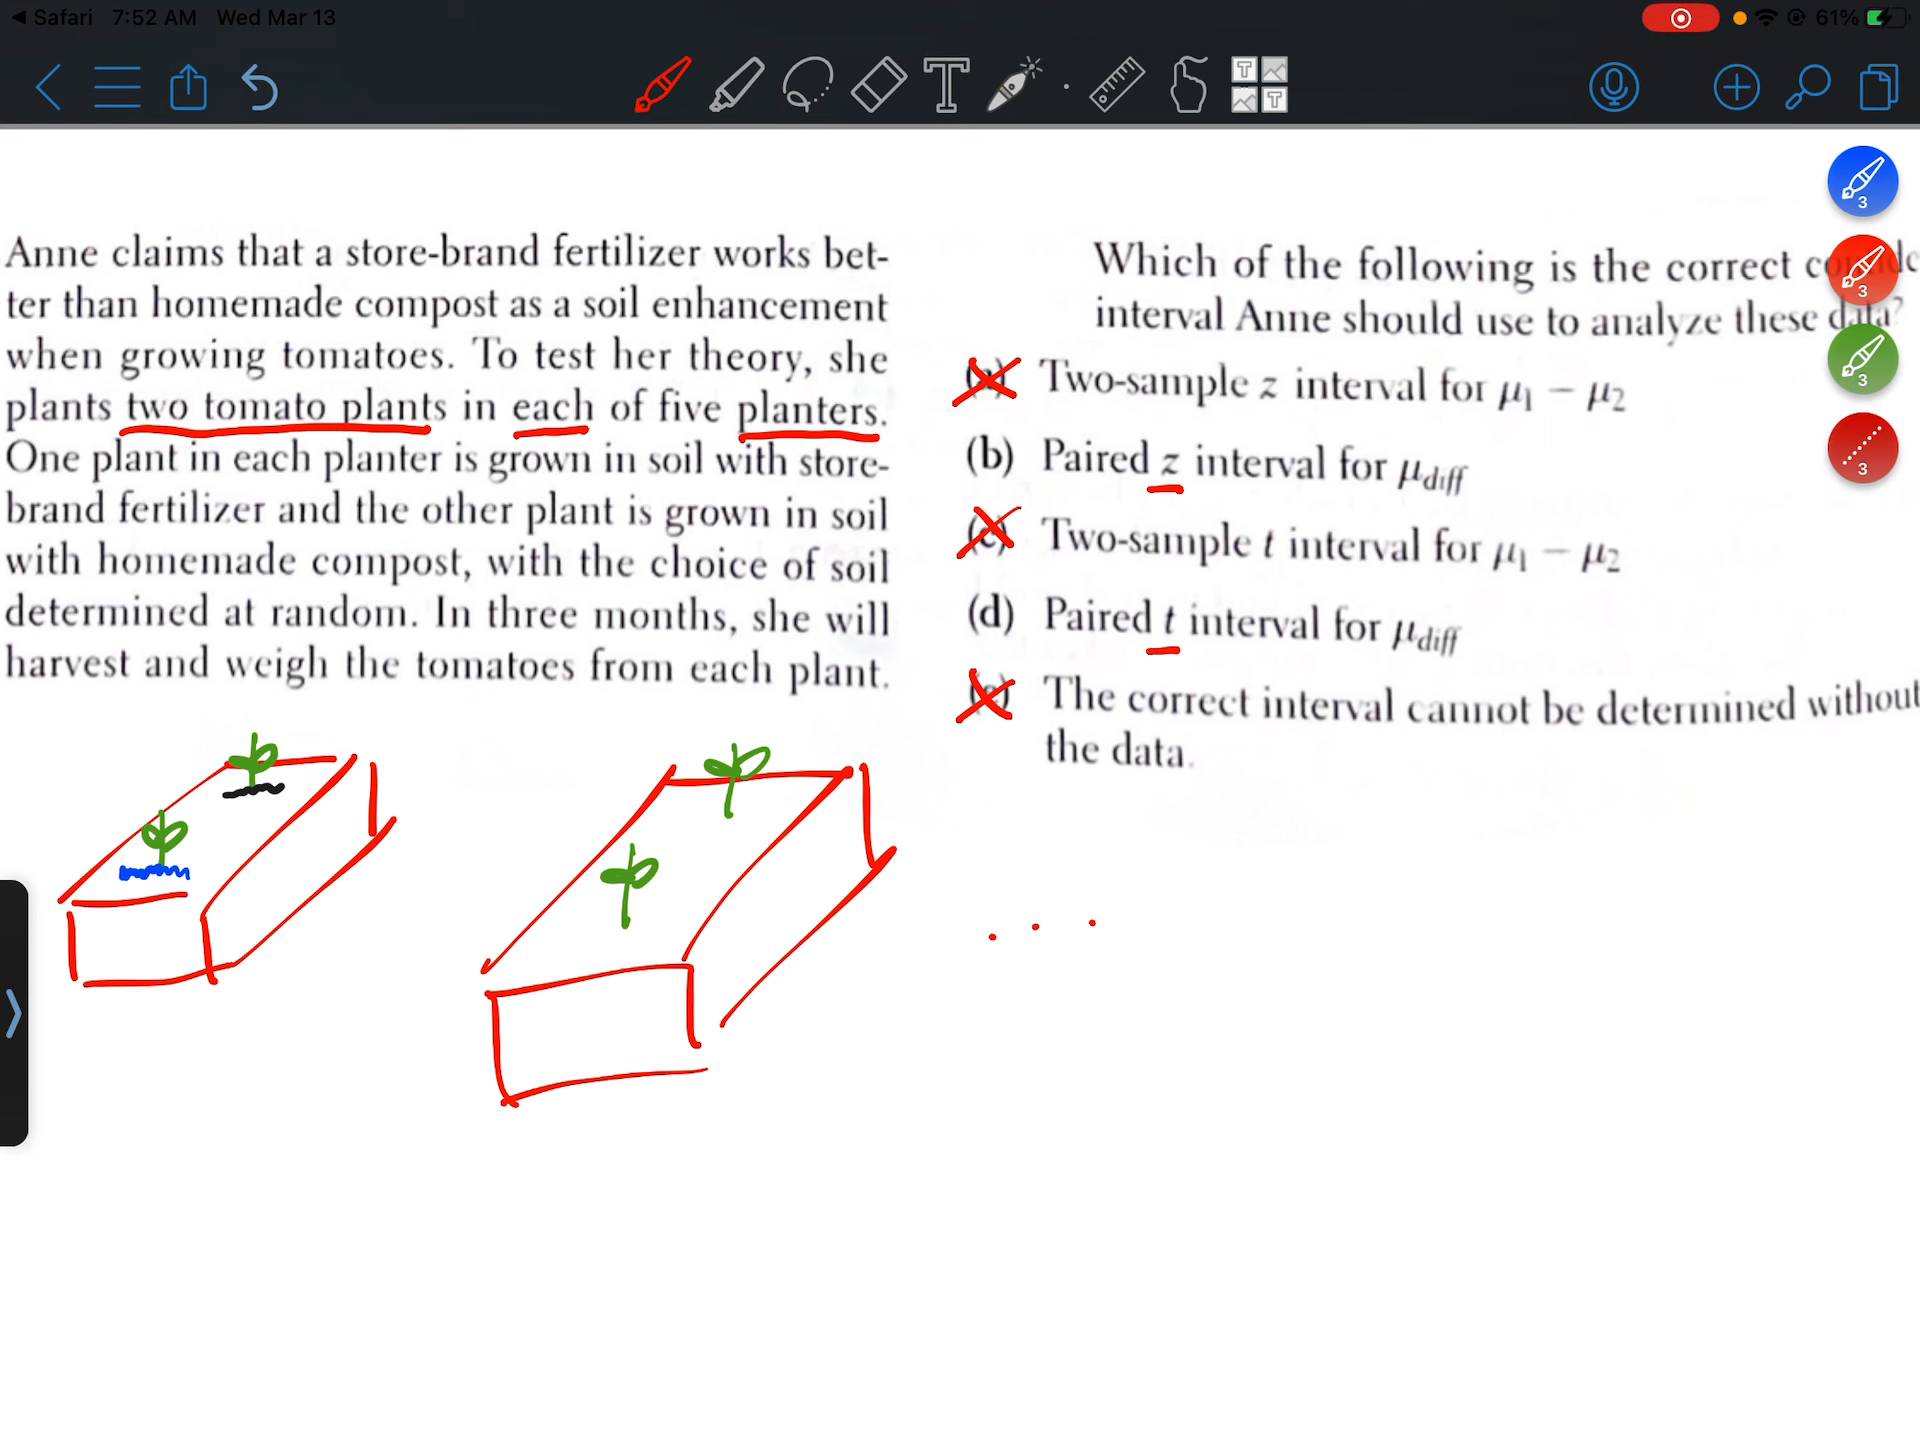 Safari 7:52 AM Wed Mar 13
61%
Anne claims that a store-brand fertilizer works bet-
ter than homemade compost as a soil enhancement
when growing tomatoes. To test her theory, she
plants two tomato plants in each of five planters.
One plant in each planter is grown in soil with store-
brand fertilizer and the other plant is grown in soil
with homemade compost, with the choice of soil
determined at random. In three months, she will
harvest and weigh the tomatoes from each plant.
Which of the following is the correct
interval Anne should use to analyze these data?
(a) Two-sample z interval for μ1 − μ2
(b) Paired z interval for μdiff
(c) Two-sample t interval for μ1 − μ2
(d) Paired t interval for μdiff
(e) The correct interval cannot be determined without
the data.
3
3
3
3